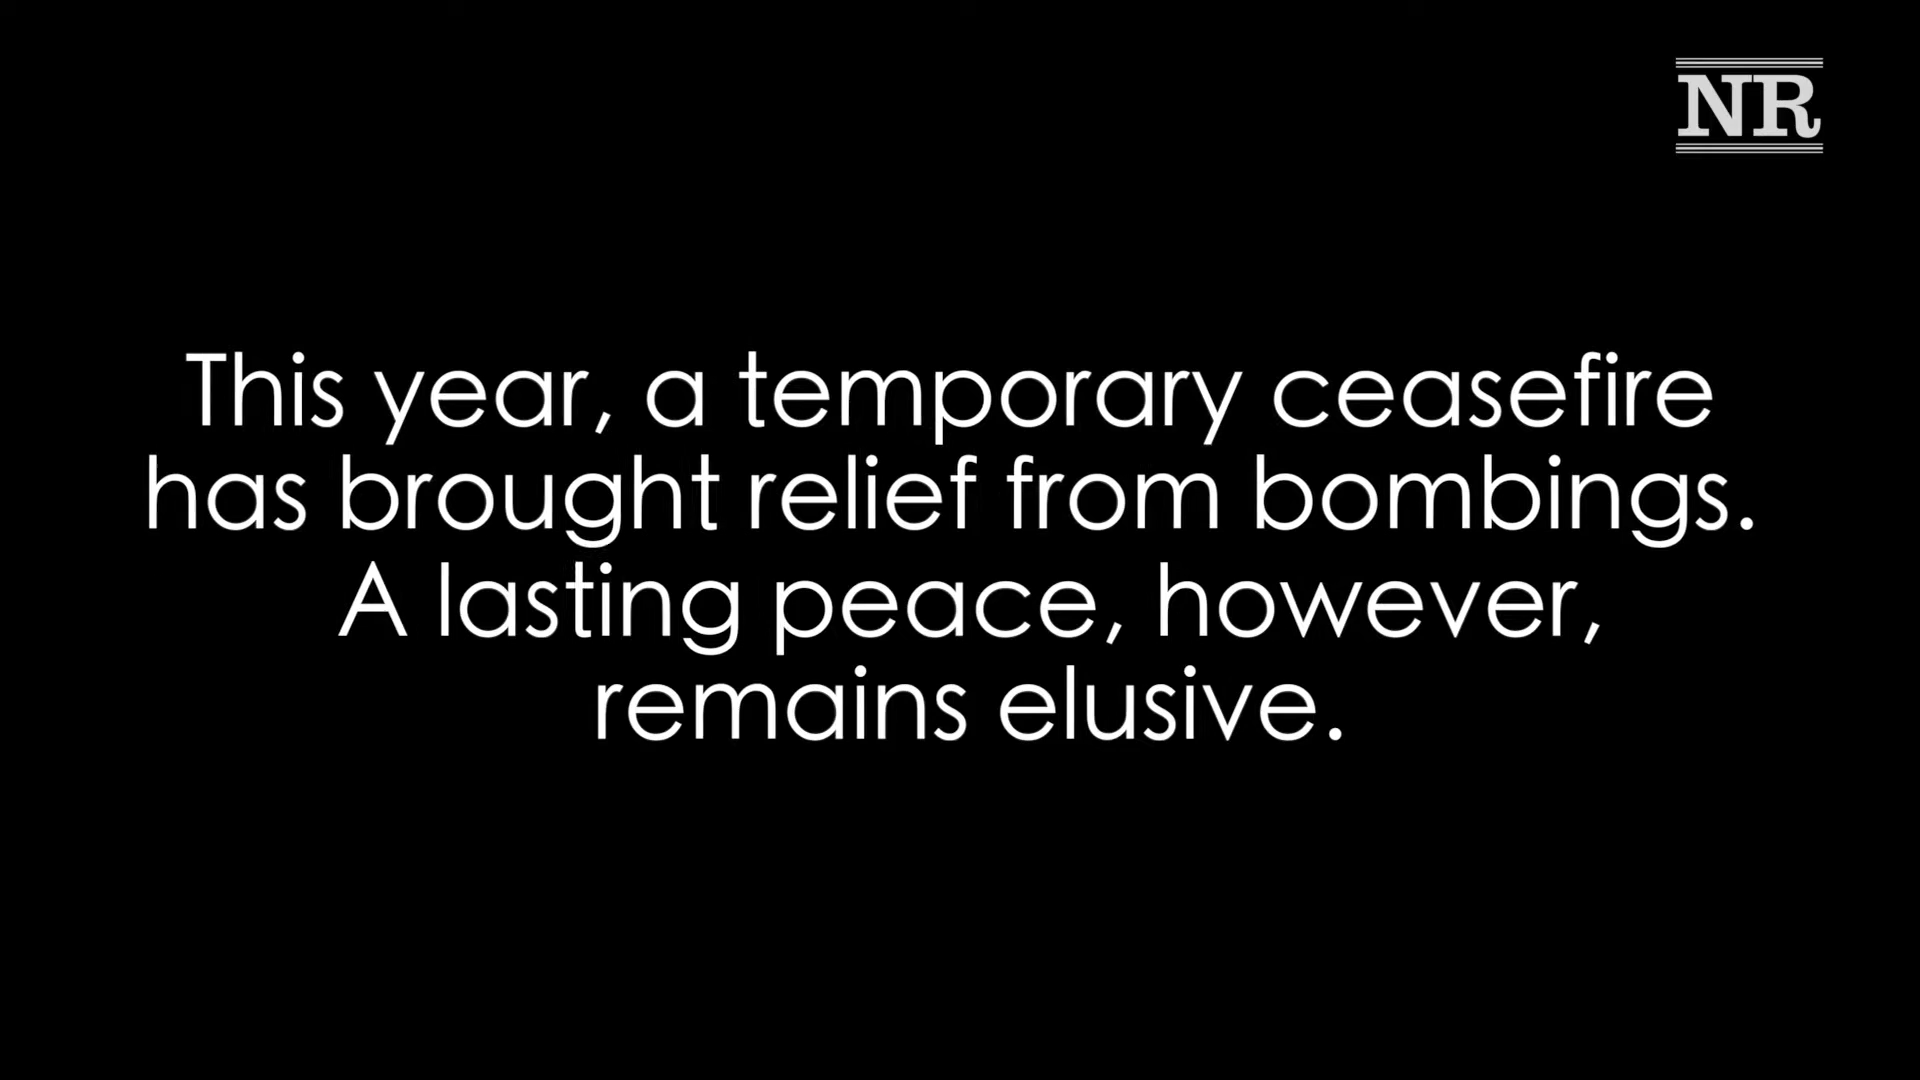 NR
This year, a temporary ceasefire
has brought relief from bombings.
A lasting peace, however,
remains elusive.